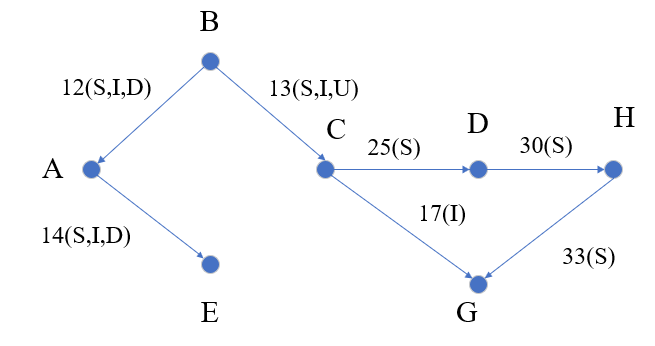 B
12(S,I,D)
13(S,I,U)
C
D
H
25(S)
30(S)
A
17(I)
14(S,I,D)
33(S)
E
G